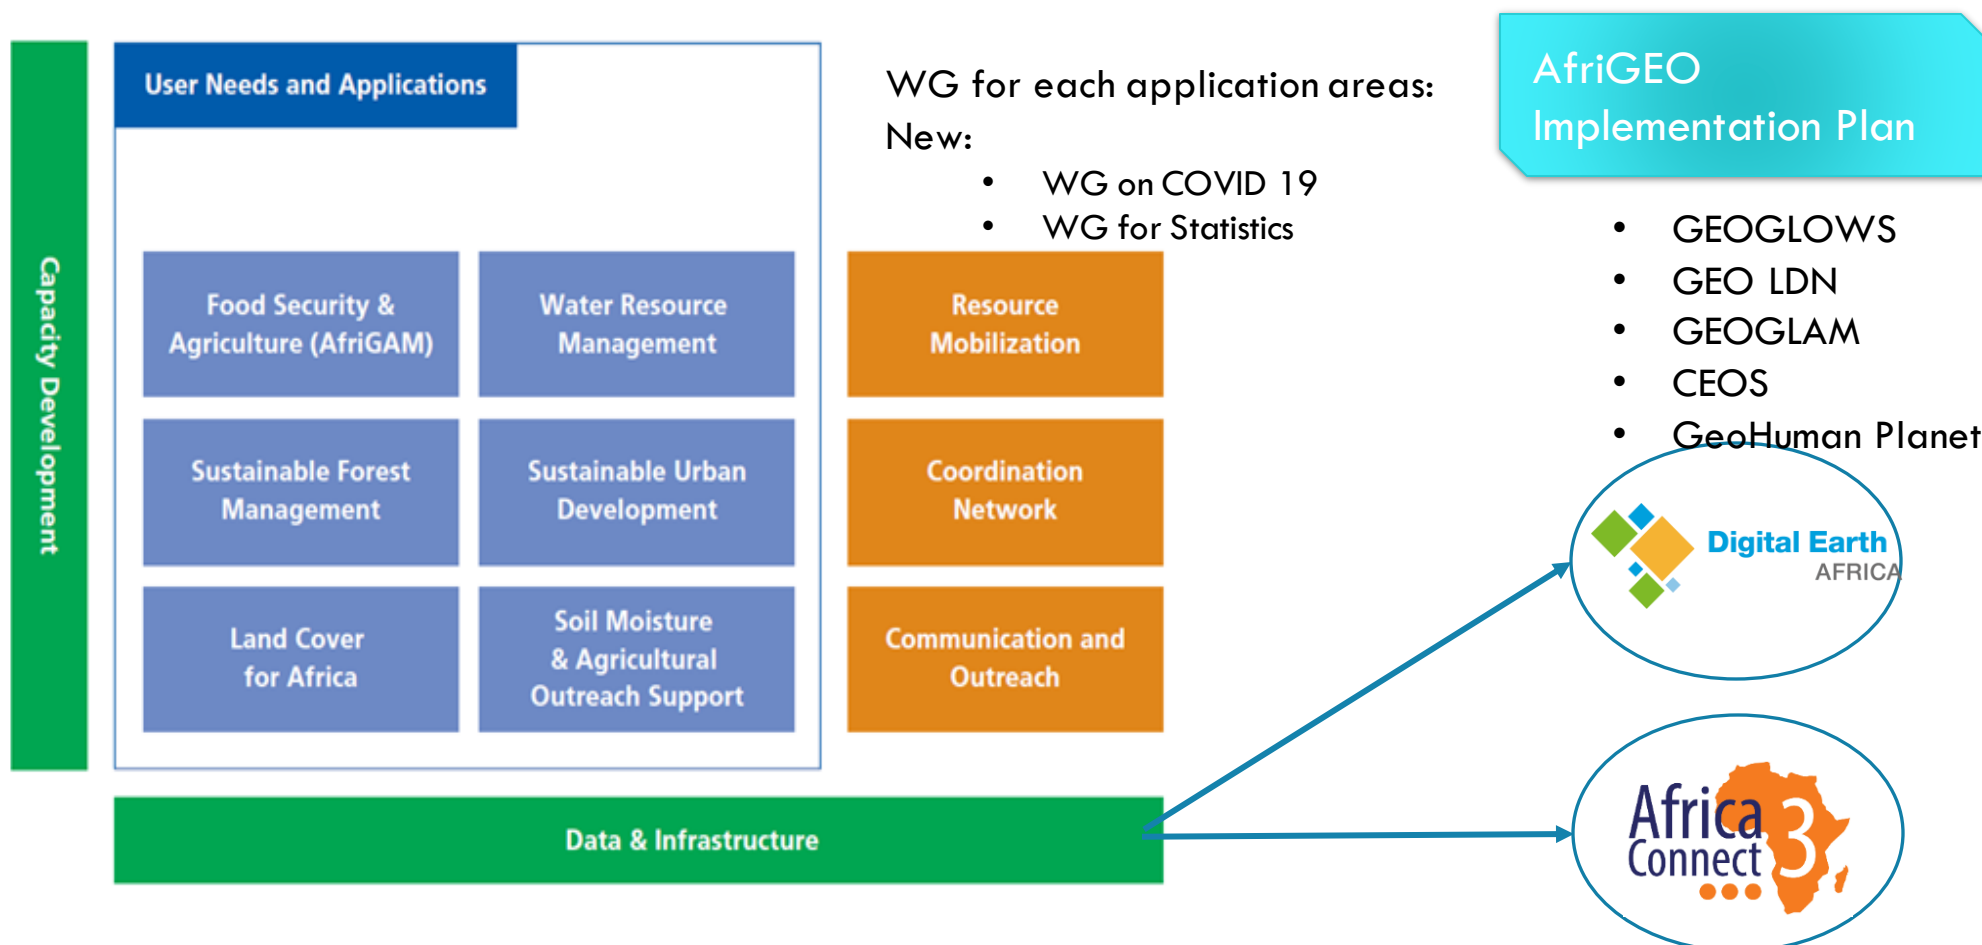 User Needs and Applications
WG for each application areas:
New:
• WG on COVID 19
• WG for Statistics
AfriGEO
Implementation Plan
• GEOGLOWS
• GEO LDN
• GEOGLAM
• CEOS
• GeoHuman Planet
Capacity Development
Food Security &
Agriculture (AfriGAM)
Water Resource
Management
Resource
Mobilization
Sustainable Forest
Management
Sustainable Urban
Development
Coordination
Network
Land Cover
for Africa
Soil Moisture
& Agricultural
Outreach Support
Communication and
Outreach
Data & Infrastructure
Digital Earth
AFRICA
Africa
Connect
3